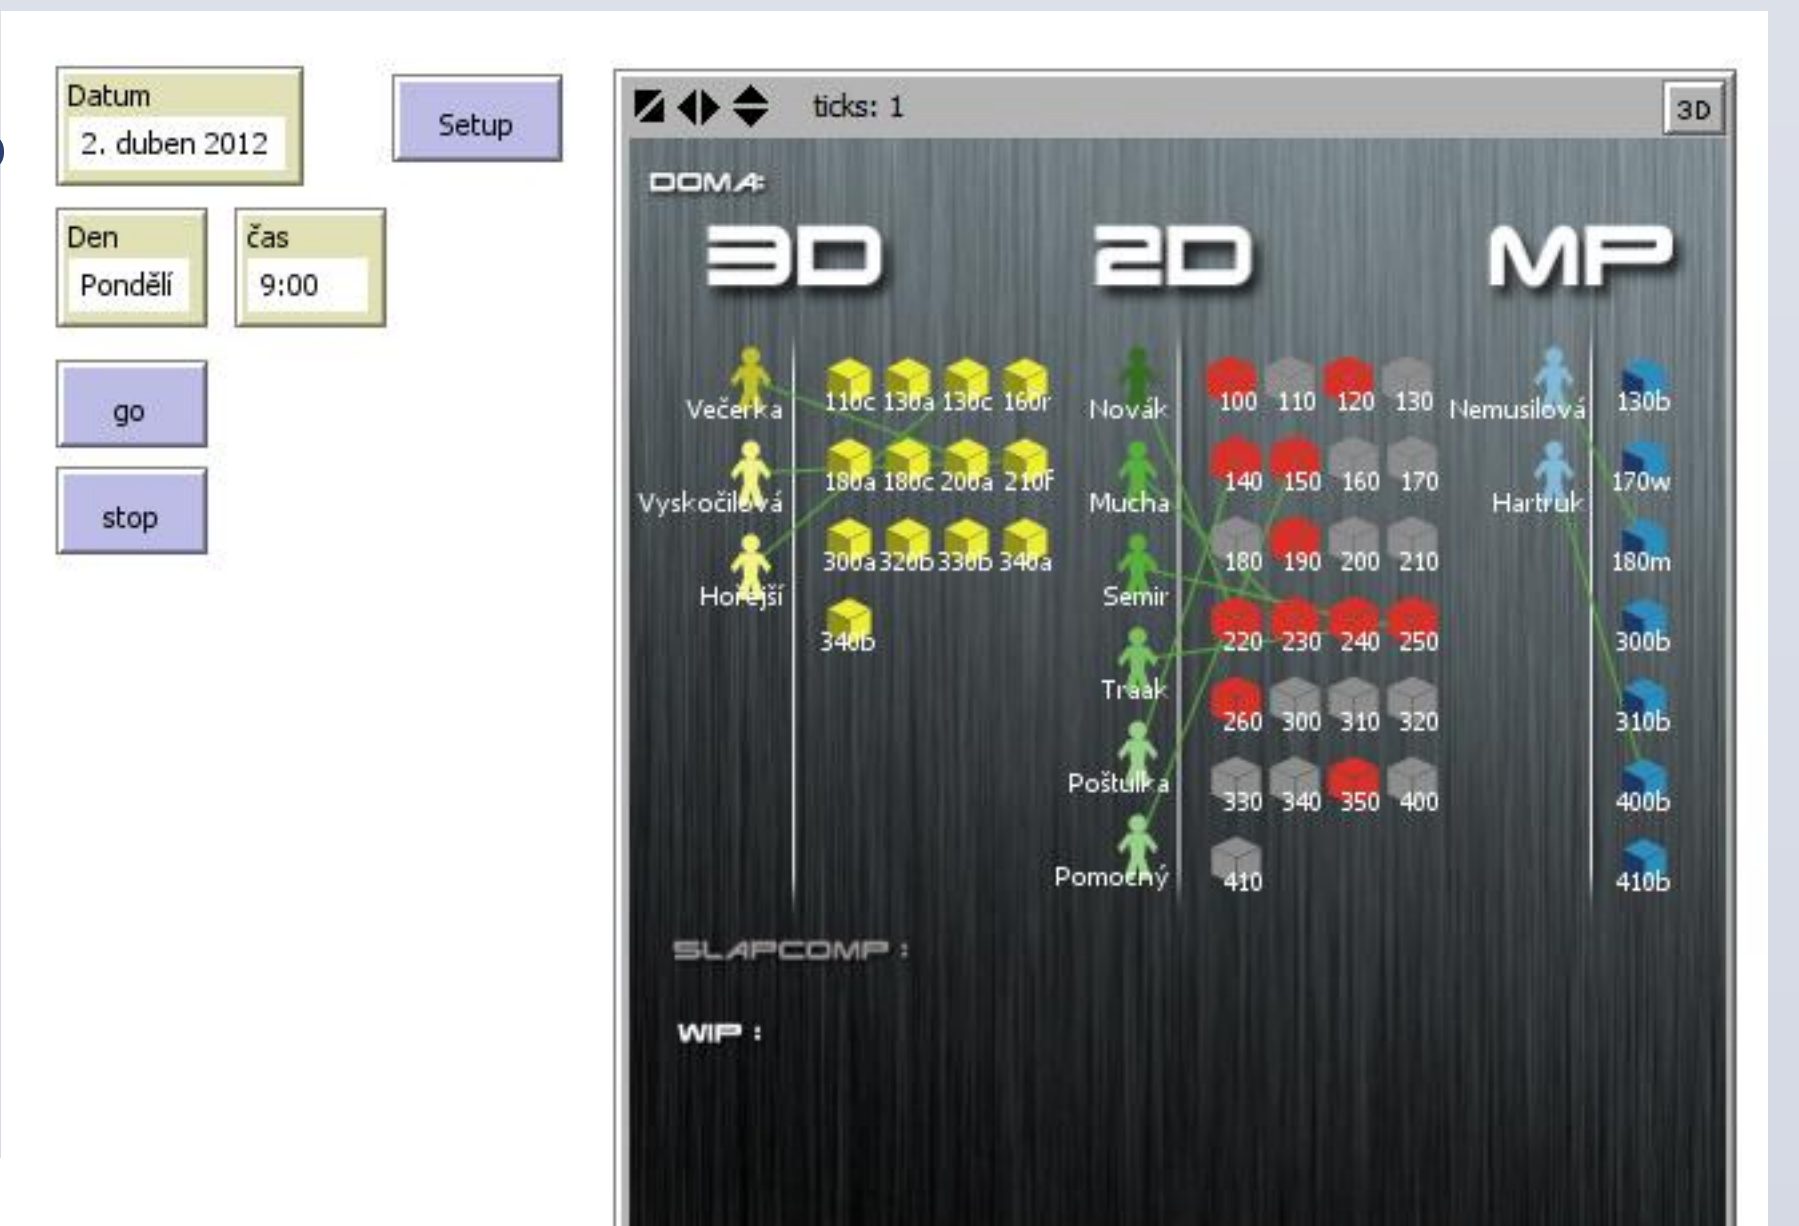 Datum
2. duben 2012
Setup
Den
Pondělí
čas
9:00
go
stop
ticks: 1
3D
DOMA:
3D
2D
MP
Večerka
110c 130a 130c 160r
Novák
100 110 120 130
Nemusilová
130b
Vyskočilová
180a 180c 200a 210f
Mucha
140 150 160 170
Hartruk
170w
Hořejší
300a 320b 330b 340a
Semir
180 190 200 210
180m
340b
Traak
220 230 240 250
300b
Poštulka
260 300 310 320
310b
Pomocný
330 340 350 400
400b
410
410b
SLAPCOMP :
WIP :